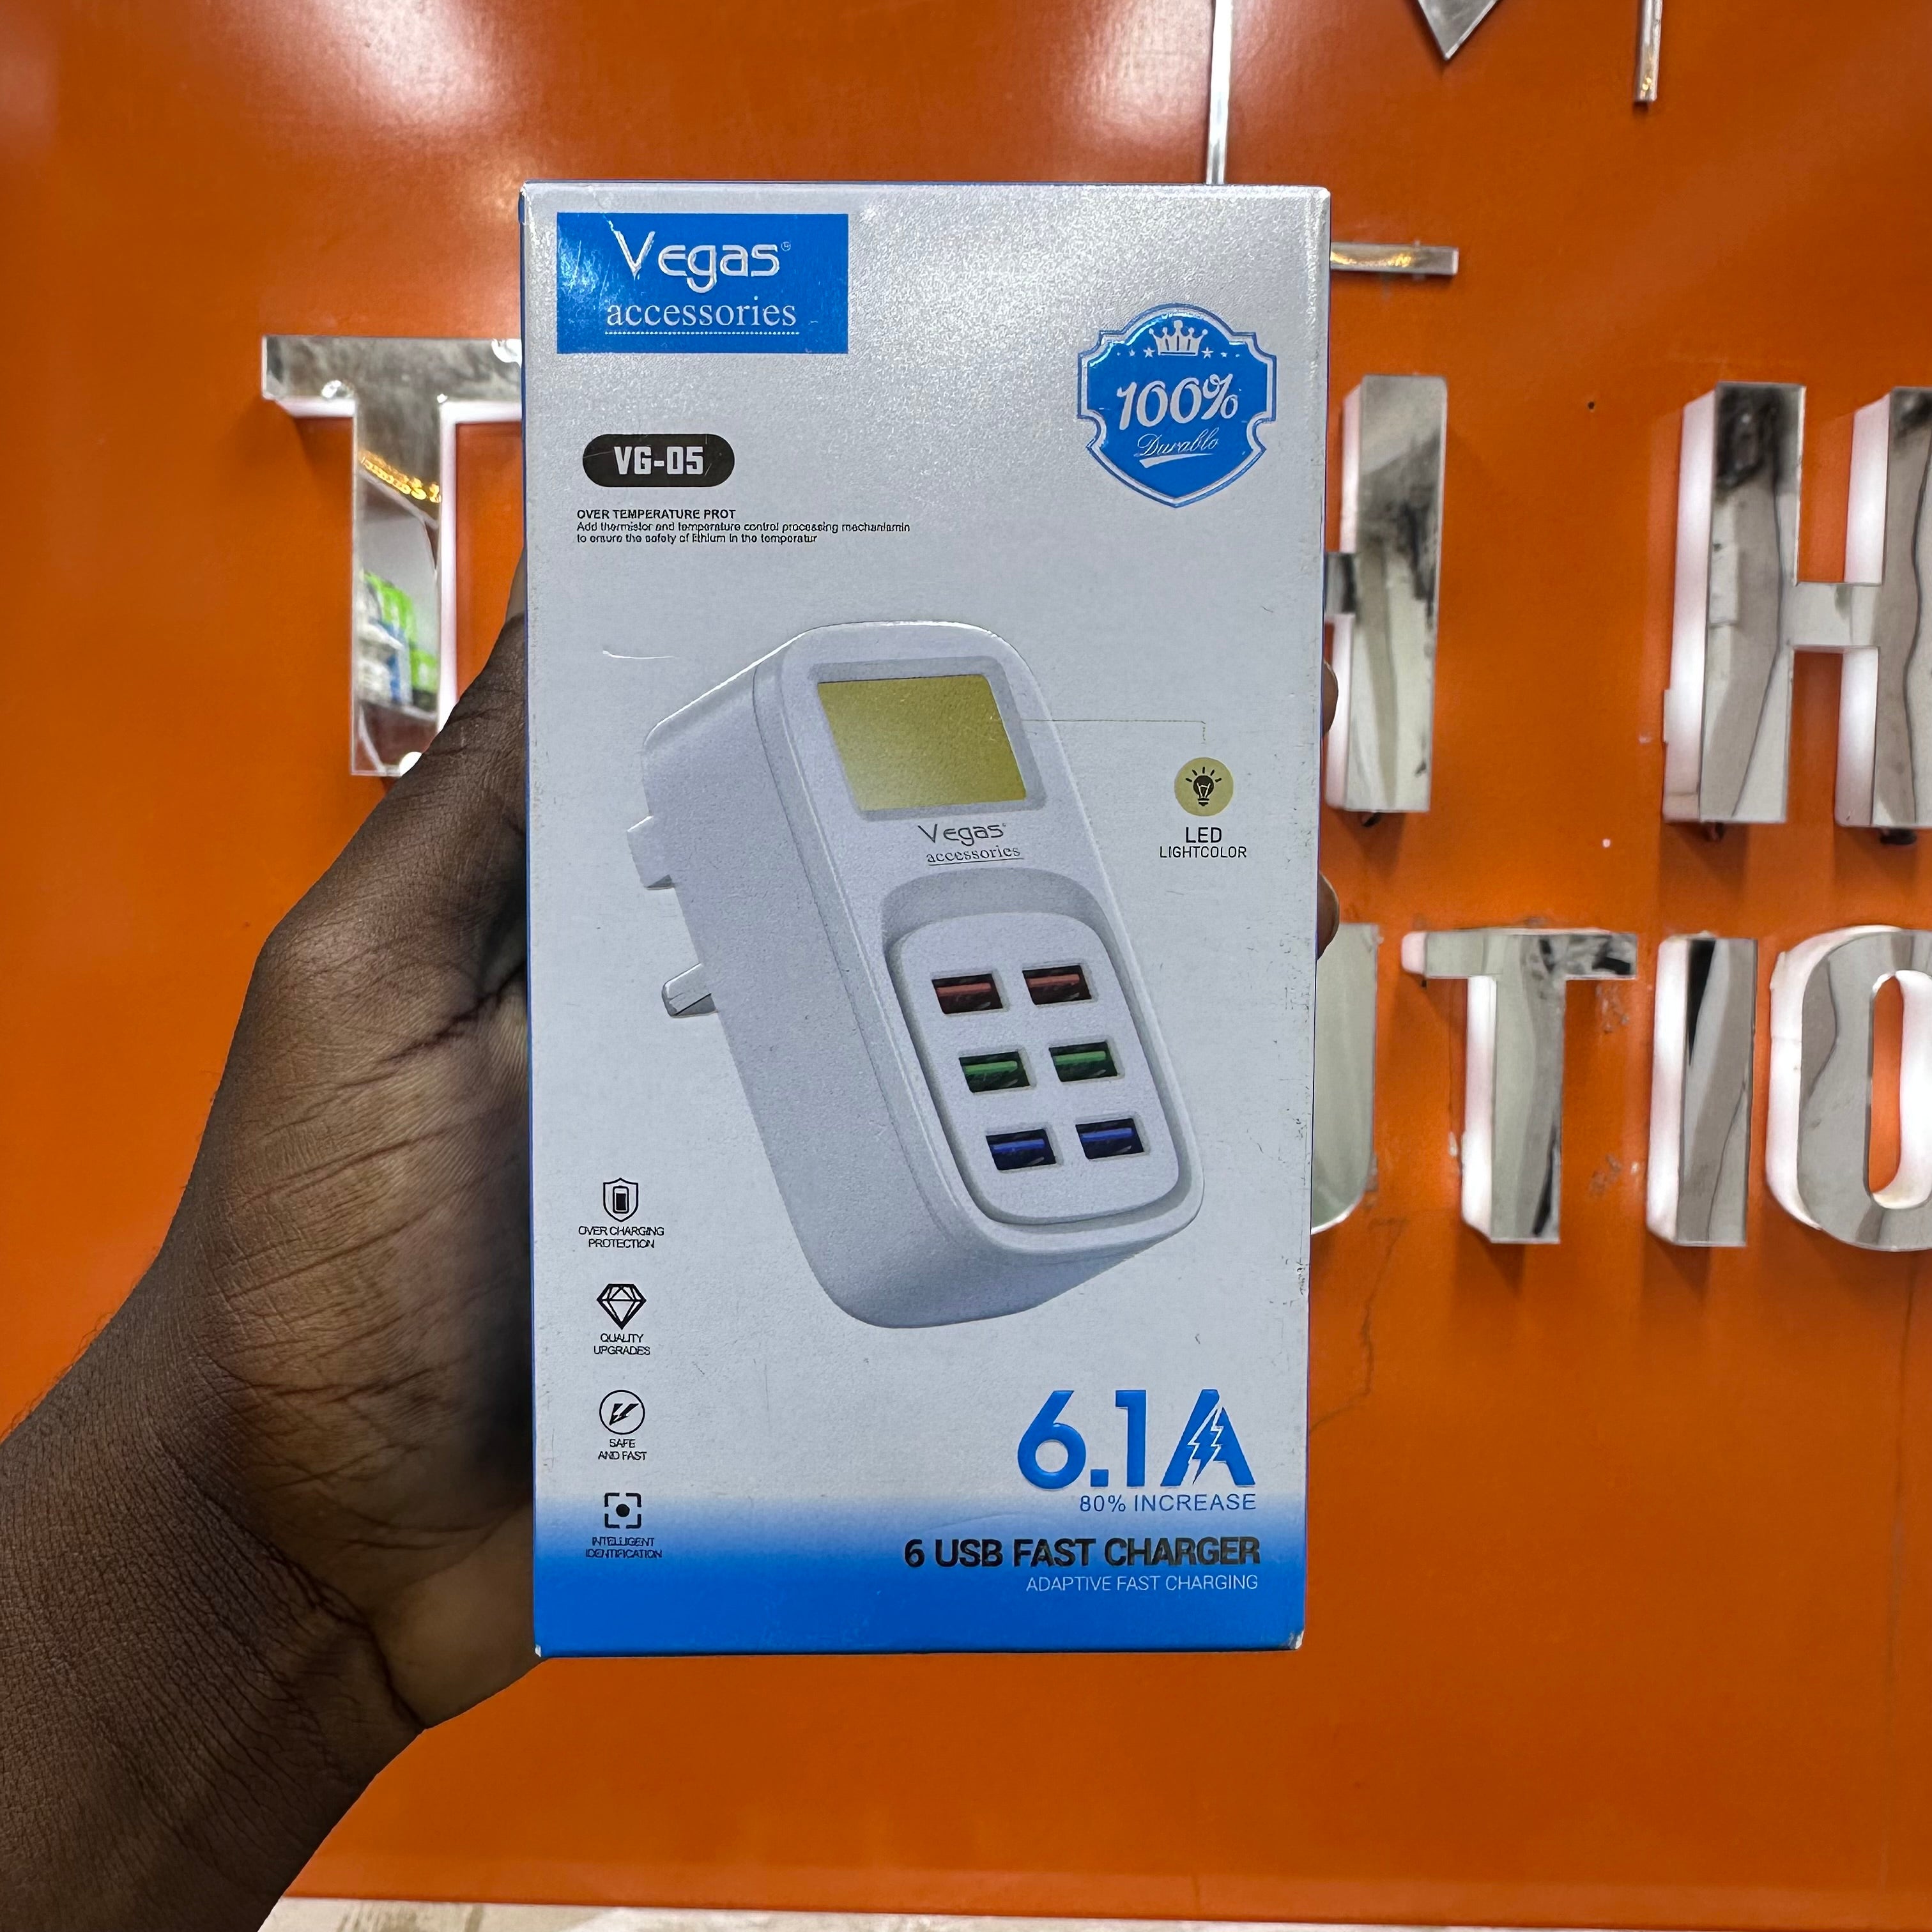 Vegas®
accessories
100%
Durable
VG-05
OVER TEMPERATURE PROT
Add thermistor and temperature control processing mechanismin
to ensure the safety of lithium in the temperatur
Vegas®
accessories
LED
LIGHTCOLOR
OVER CHARGING
PROTECTION
QUALITY
UPGRADES
SAFE
AND FAST
INTELLIGENT
IDENTIFICATION
6.1A
80% INCREASE
6 USB FAST CHARGER
ADAPTIVE FAST CHARGING
T
H H
TIO